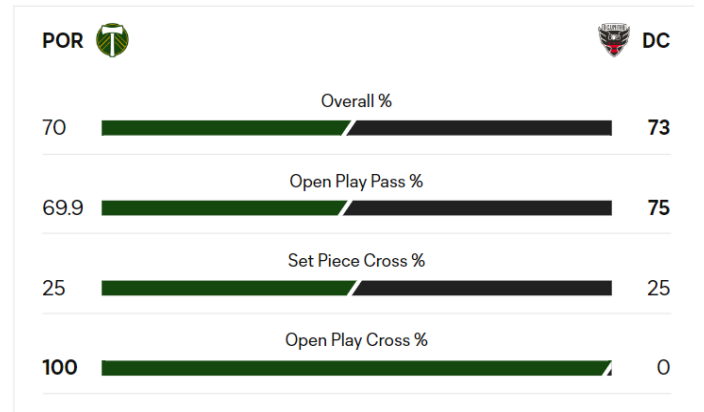 POR DC
Overall %
70 73
Open Play Pass %
69.9 75
Set Piece Cross %
25 25
Open Play Cross %
100 0